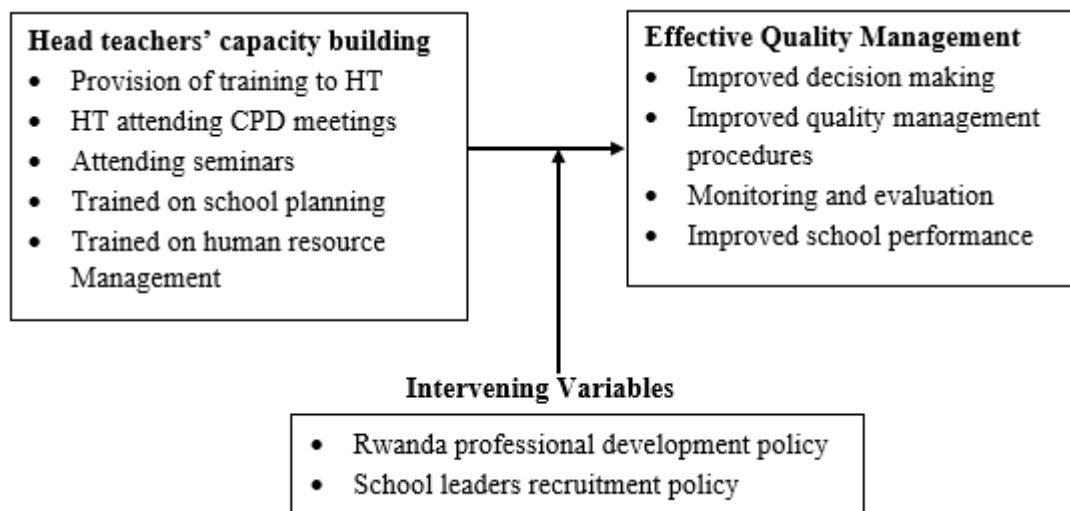 Head teachers’ capacity building
• Provision of training to HT
• HT attending CPD meetings
• Attending seminars
• Trained on school planning
• Trained on human resource
Management
Effective Quality Management
• Improved decision making
• Improved quality management
procedures
• Monitoring and evaluation
• Improved school performance
Intervening Variables
• Rwanda professional development policy
• School leaders recruitment policy